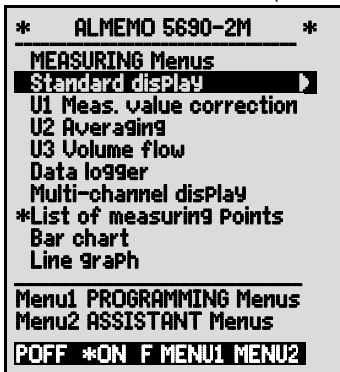 * ALMEMO 5690-2M *
MEASURING Menus
Standard display
U1 Meas. value correction
U2 Averaging
U3 Volume flow
Data logger
Multi-channel display
*List of measuring points
Bar chart
Line graph
Menu1 PROGRAMMING Menus
Menu2 ASSISTANT Menus
POFF *ON F MENU1 MENU2